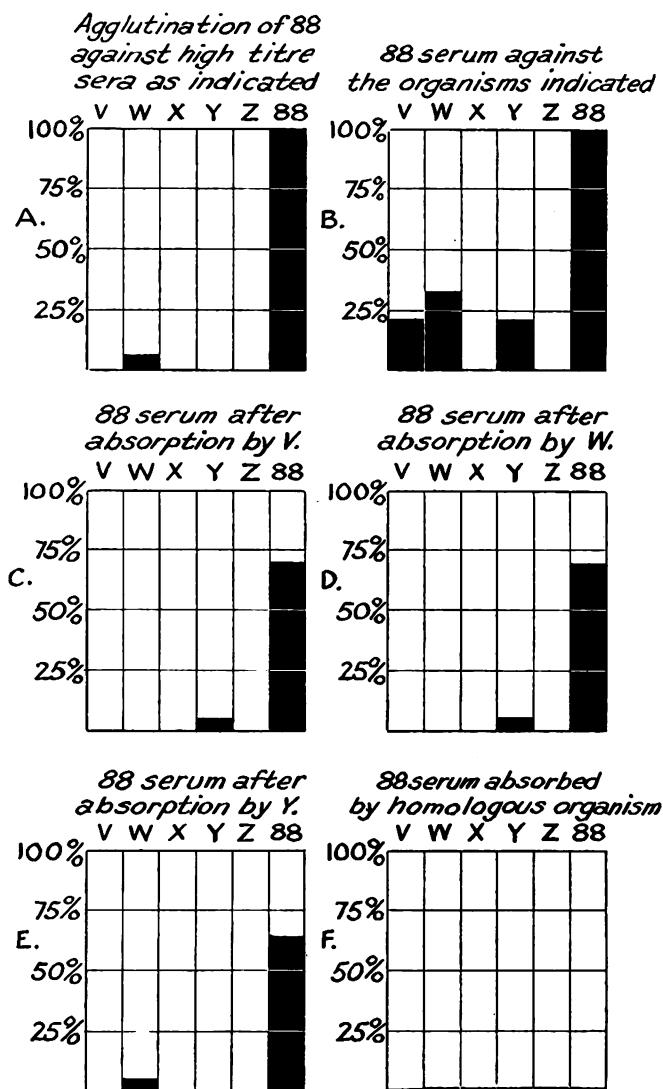 Agglutination of 88
against high titre
sera as indicated
V W X Y Z 88
100%
75%
A.
50%
25%
88 serum against
the organisms indicated
V W X Y Z 88
100%
75%
B.
50%
25%
88 serum after
absorption by V.
V W X Y Z 88
100%
75%
C.
50%
25%
88 serum after
absorption by W.
V W X Y Z 88
100%
75%
D.
50%
25%
88 serum after
absorption by Y.
V W X Y Z 88
100%
75%
E.
50%
25%
88 serum absorbed
by homologous organism
V W X Y Z 88
100%
75%
F.
50%
25%